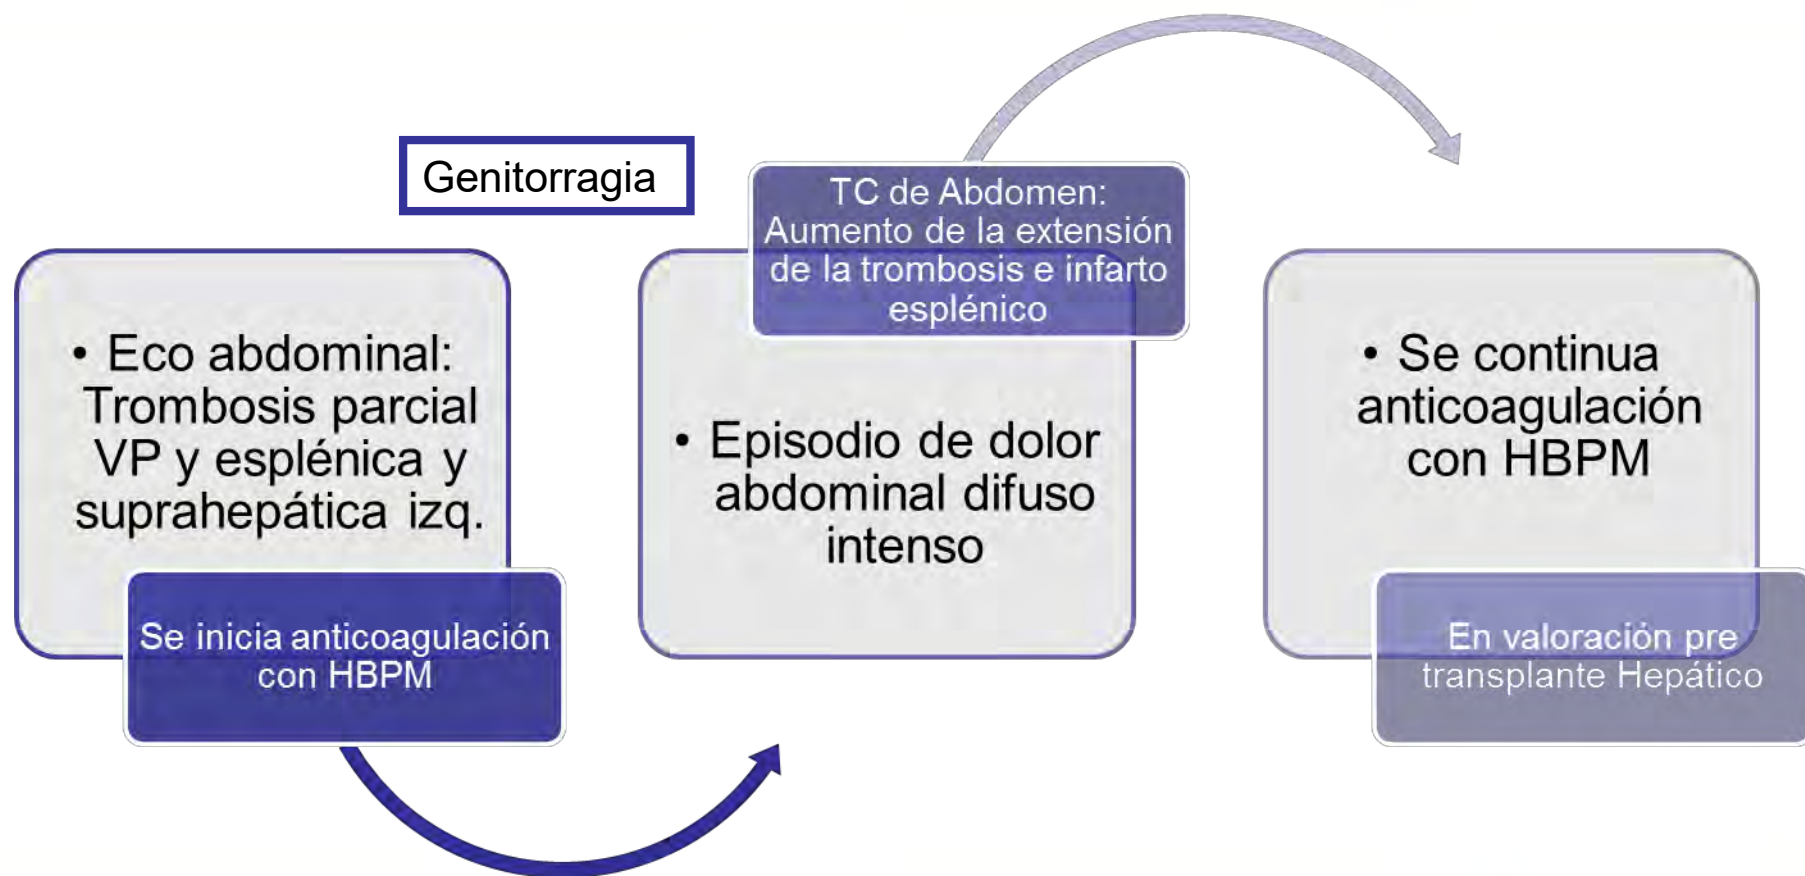 Genitorragia
• Eco abdominal:
Trombosis parcial
VP y esplénica y
suprahepática izq.
Se inicia anticoagulación
con HBPM
TC de Abdomen:
Aumento de la extensión
de la trombosis e infarto
esplénico
• Episodio de dolor
abdominal difuso
intenso
• Se continua
anticoagulación
con HBPM
En valoración pre
transplante Hepático